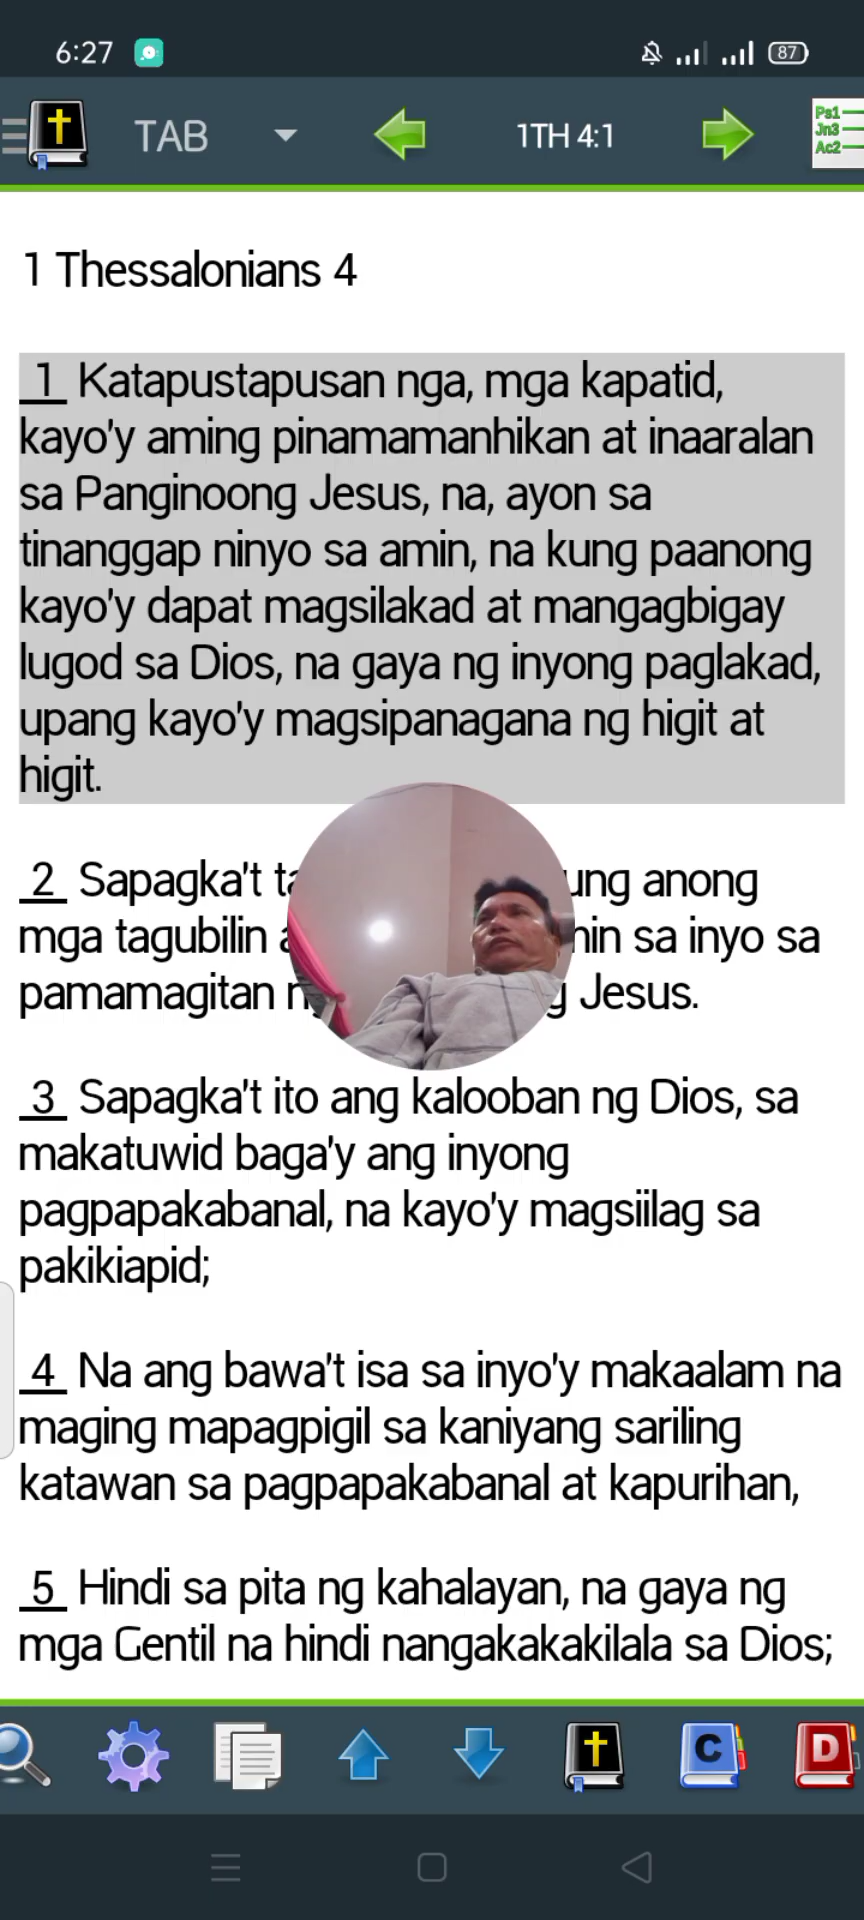 6:27
87
TAB
1TH 4:1
Ps1
Jn3
Ac2
1 Thessalonians 4
1 Katapustapusan nga, mga kapatid,
kayo'y aming pinamamanhikan at inaaralan
sa Panginoong Jesus, na, ayon sa
tinanggap ninyo sa amin, na kung paanong
kayo'y dapat magsilakad at mangagbigay
lugod sa Dios, na gaya ng inyong paglakad,
upang kayo'y magsipanagana ng higit at
higit.
2 Sapagka't anong
mga tagubilin sa inyo sa
pamamagitan Jesus.
3 Sapagka't ito ang kalooban ng Dios, sa
makatuwid baga'y ang inyong
pagpapakabanal, na kayo'y magsiilag sa
pakikiapid;
4 Na ang bawa't isa sa inyo'y makaalam na
maging mapagpigil sa kaniyang sariling
katawan sa pagpapakabanal at kapurihan,
5 Hindi sa pita ng kahalayan, na gaya ng
mga Gentil na hindi nangakakakilala sa Dios;
C
D